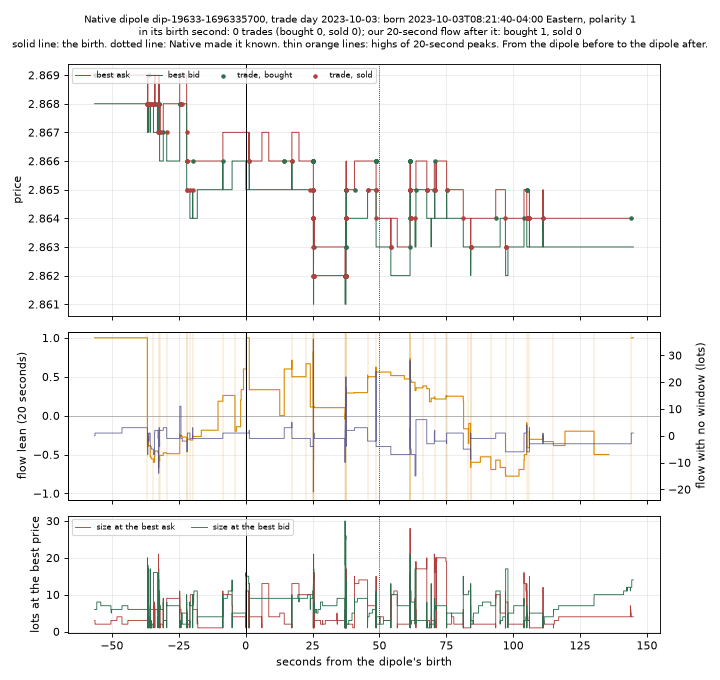 Native dipole dip-19633-1696335700, trade day 2023-10-03: born 2023-10-03T08:21:40-04:00 Eastern, polarity 1
in its birth second: 0 trades (bought 0, sold 0); our 20-second flow after it: bought 1, sold 0
solid line: the birth. dotted line: Native made it known. thin orange lines: highs of 20-second peaks. From the dipole before to the dipole after.
best ask best bid trade, bought trade, sold
2.869
2.868
2.867
2.866
2.865
2.864
2.863
2.862
2.861
price
1.0
0.5
0.0
−0.5
−1.0
flow lean (20 seconds)
30
20
10
0
−10
−20
flow with no window (lots)
size at the best ask size at the best bid
30
20
10
0
lots at the best price
−50 −25 0 25 50 75 100 125 150
seconds from the dipole's birth